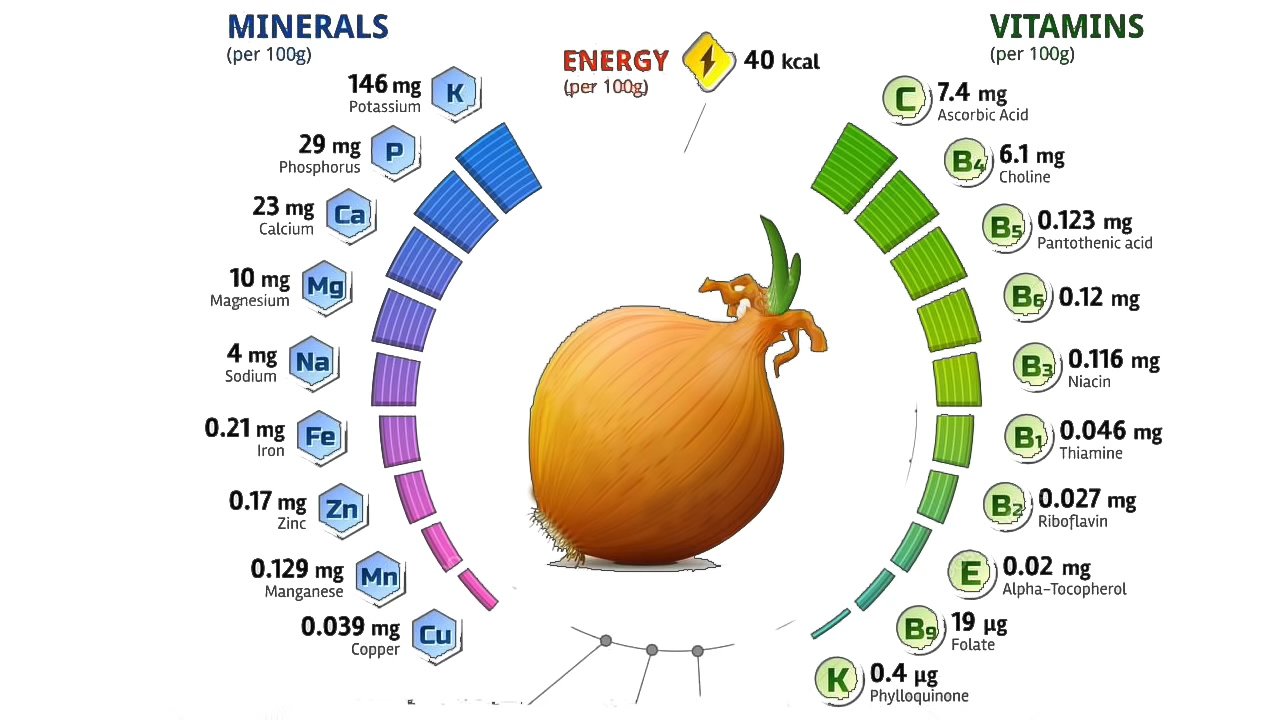 MINERALS
(per 100g)
146 mg
Potassium
K
29 mg
Phosphorus
P
23 mg
Calcium
Ca
10 mg
Magnesium
Mg
4 mg
Sodium
Na
0.21 mg
Iron
Fe
0.17 mg
Zinc
Zn
0.129 mg
Manganese
Mn
0.039 mg
Copper
Cu
ENERGY
(per 100g)
40 kcal
VITAMINS
(per 100g)
C
7.4 mg
Ascorbic Acid
B4
6.1 mg
Choline
B5
0.123 mg
Pantothenic acid
B6
0.12 mg
B3
0.116 mg
Niacin
B1
0.046 mg
Thiamine
B2
0.027 mg
Riboflavin
E
0.02 mg
Alpha-Tocopherol
B9
19 µg
Folate
K
0.4 µg
Phylloquinone